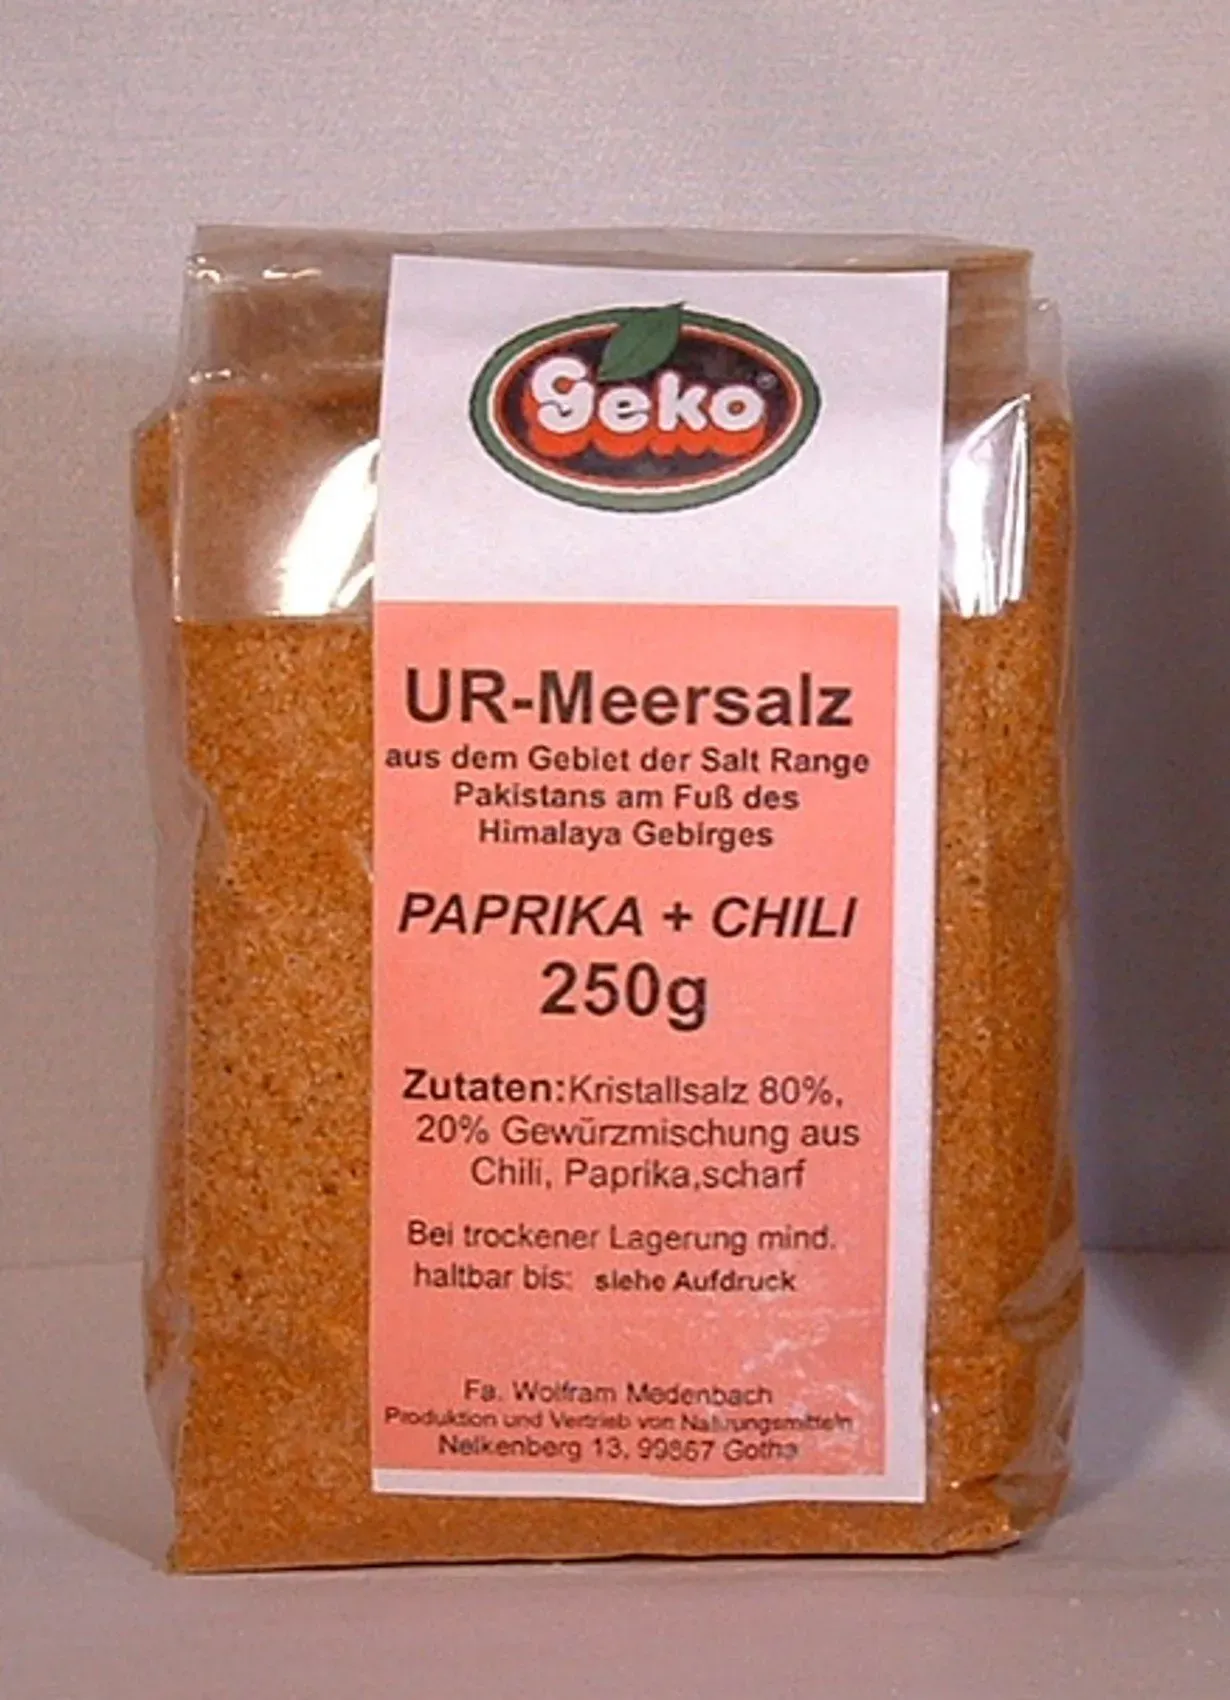 Geko®
UR-Meersalz
aus dem Gebiet der Salt Range
Pakistans am Fuß des
Himalaya Gebirges
PAPRIKA + CHILI
250g
Zutaten:Kristallsalz 80%,
20% Gewürzmischung aus
Chili, Paprika,scharf
Bei trockener Lagerung mind.
haltbar bis: siehe Aufdruck
Fa. Wolfram Medenbach
Produktion und Vertrieb von Nahrungsmitteln
Nelkenberg 13, 99867 Gotha